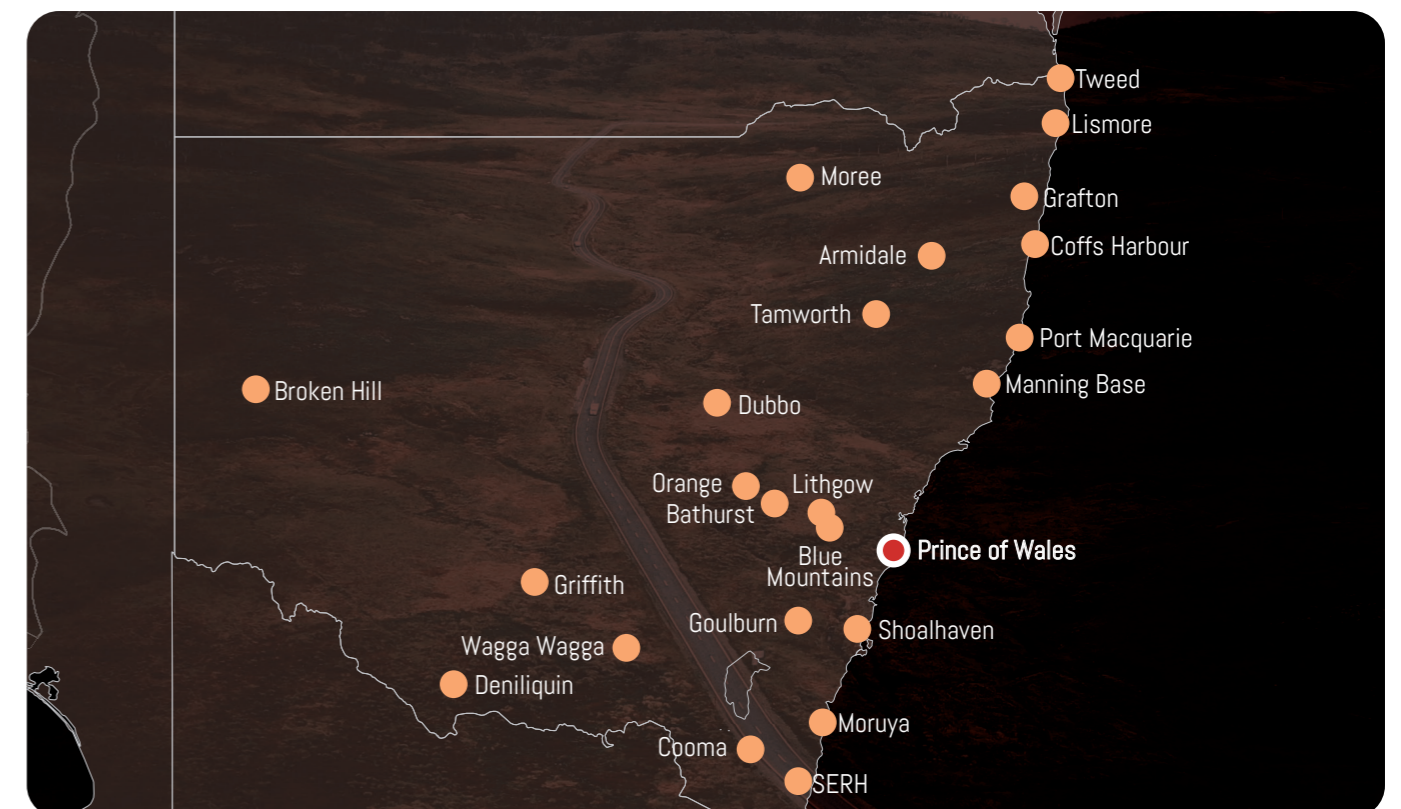 Tweed
Lismore
Moree
Grafton
Coffs Harbour
Armidale
Tamworth
Port Macquarie
Manning Base
Broken Hill
Dubbo
Orange
Lithgow
Bathurst
Blue
Mountains
Prince of Wales
Griffith
Goulburn
Shoalhaven
Wagga Wagga
Deniliquin
Moruya
Cooma
SERH